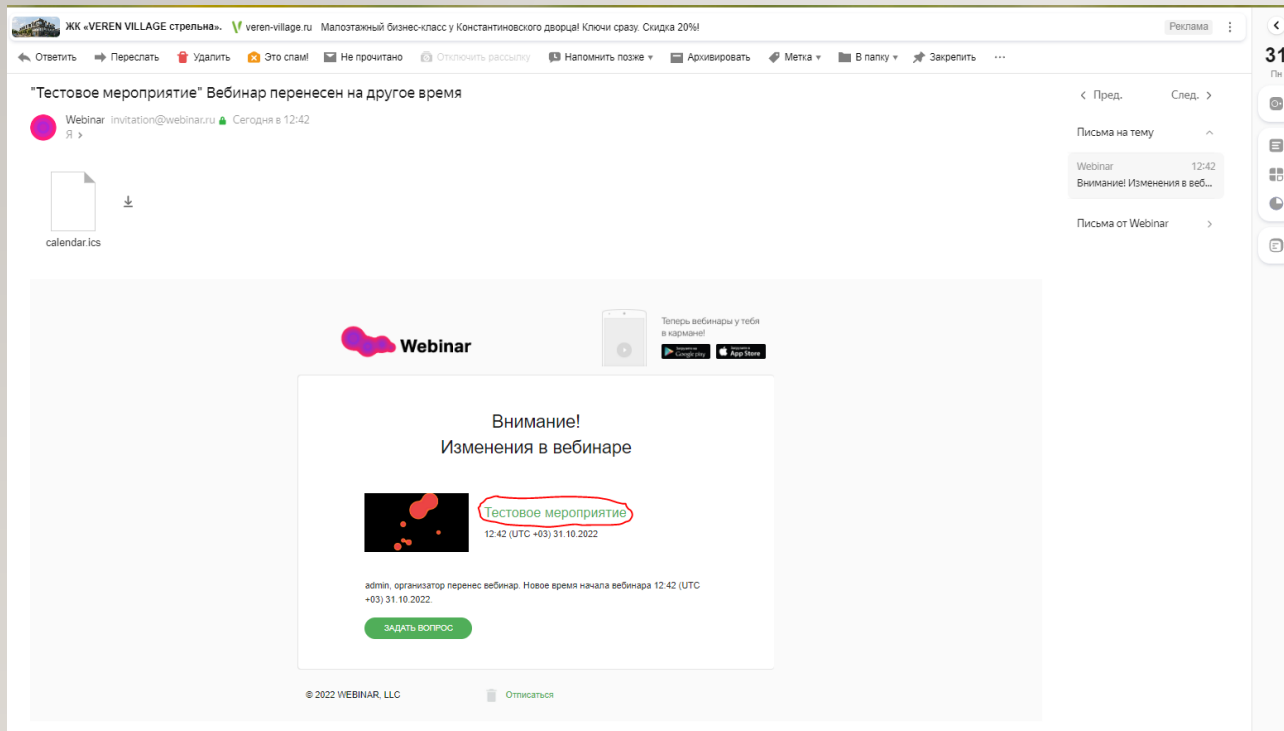 ЖК «VEREN VILLAGE стрельна». veren-village.ru Малоэтажный бизнес-класс у Константиновского дворца! Ключи сразу. Скидка 20%! Реклама
Ответить Переслать Удалить Это спам! Не прочитано Отключить рассылку Напомнить позже Архивировать Метка В папку Закрепить ...
31
Пн
"Тестовое мероприятие" Вебинар перенесен на другое время
Пред. След.
Webinar invitation@webinar.ru Сегодня в 12:42
Я
Письма на тему
Webinar 12:42
Внимание! Изменения в веб...
Письма от Webinar
calendar.ics
Webinar
Теперь вебинары у тебя
в кармане!
Google play App Store
Внимание!
Изменения в вебинаре
Тестовое мероприятие
12:42 (UTC +03) 31.10.2022
admin, организатор перенес вебинар. Новое время начала вебинара 12:42 (UTC
+03) 31.10.2022.
ЗАДАТЬ ВОПРОС
© 2022 WEBINAR, LLC Отписаться